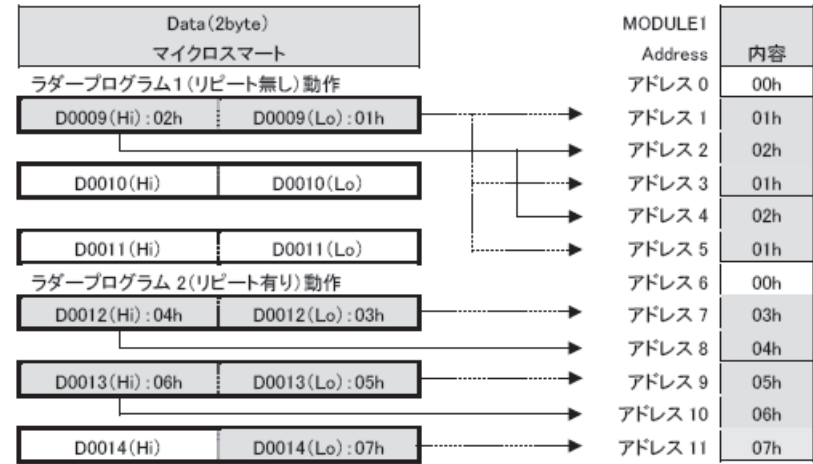 Data(2byte) MODULE1
マイクロスマート Address 内容
ラダープログラム1(リピート無し)動作 アドレス 0 00h
D0009(Hi):02h D0009(Lo):01h アドレス 1 01h
アドレス 2 02h
D0010(Hi) D0010(Lo) アドレス 3 01h
アドレス 4 02h
D0011(Hi) D0011(Lo) アドレス 5 01h
ラダープログラム 2(リピート有り)動作 アドレス 6 00h
D0012(Hi):04h D0012(Lo):03h アドレス 7 03h
アドレス 8 04h
D0013(Hi):06h D0013(Lo):05h アドレス 9 05h
アドレス 10 06h
D0014(Hi) D0014(Lo):07h アドレス 11 07h